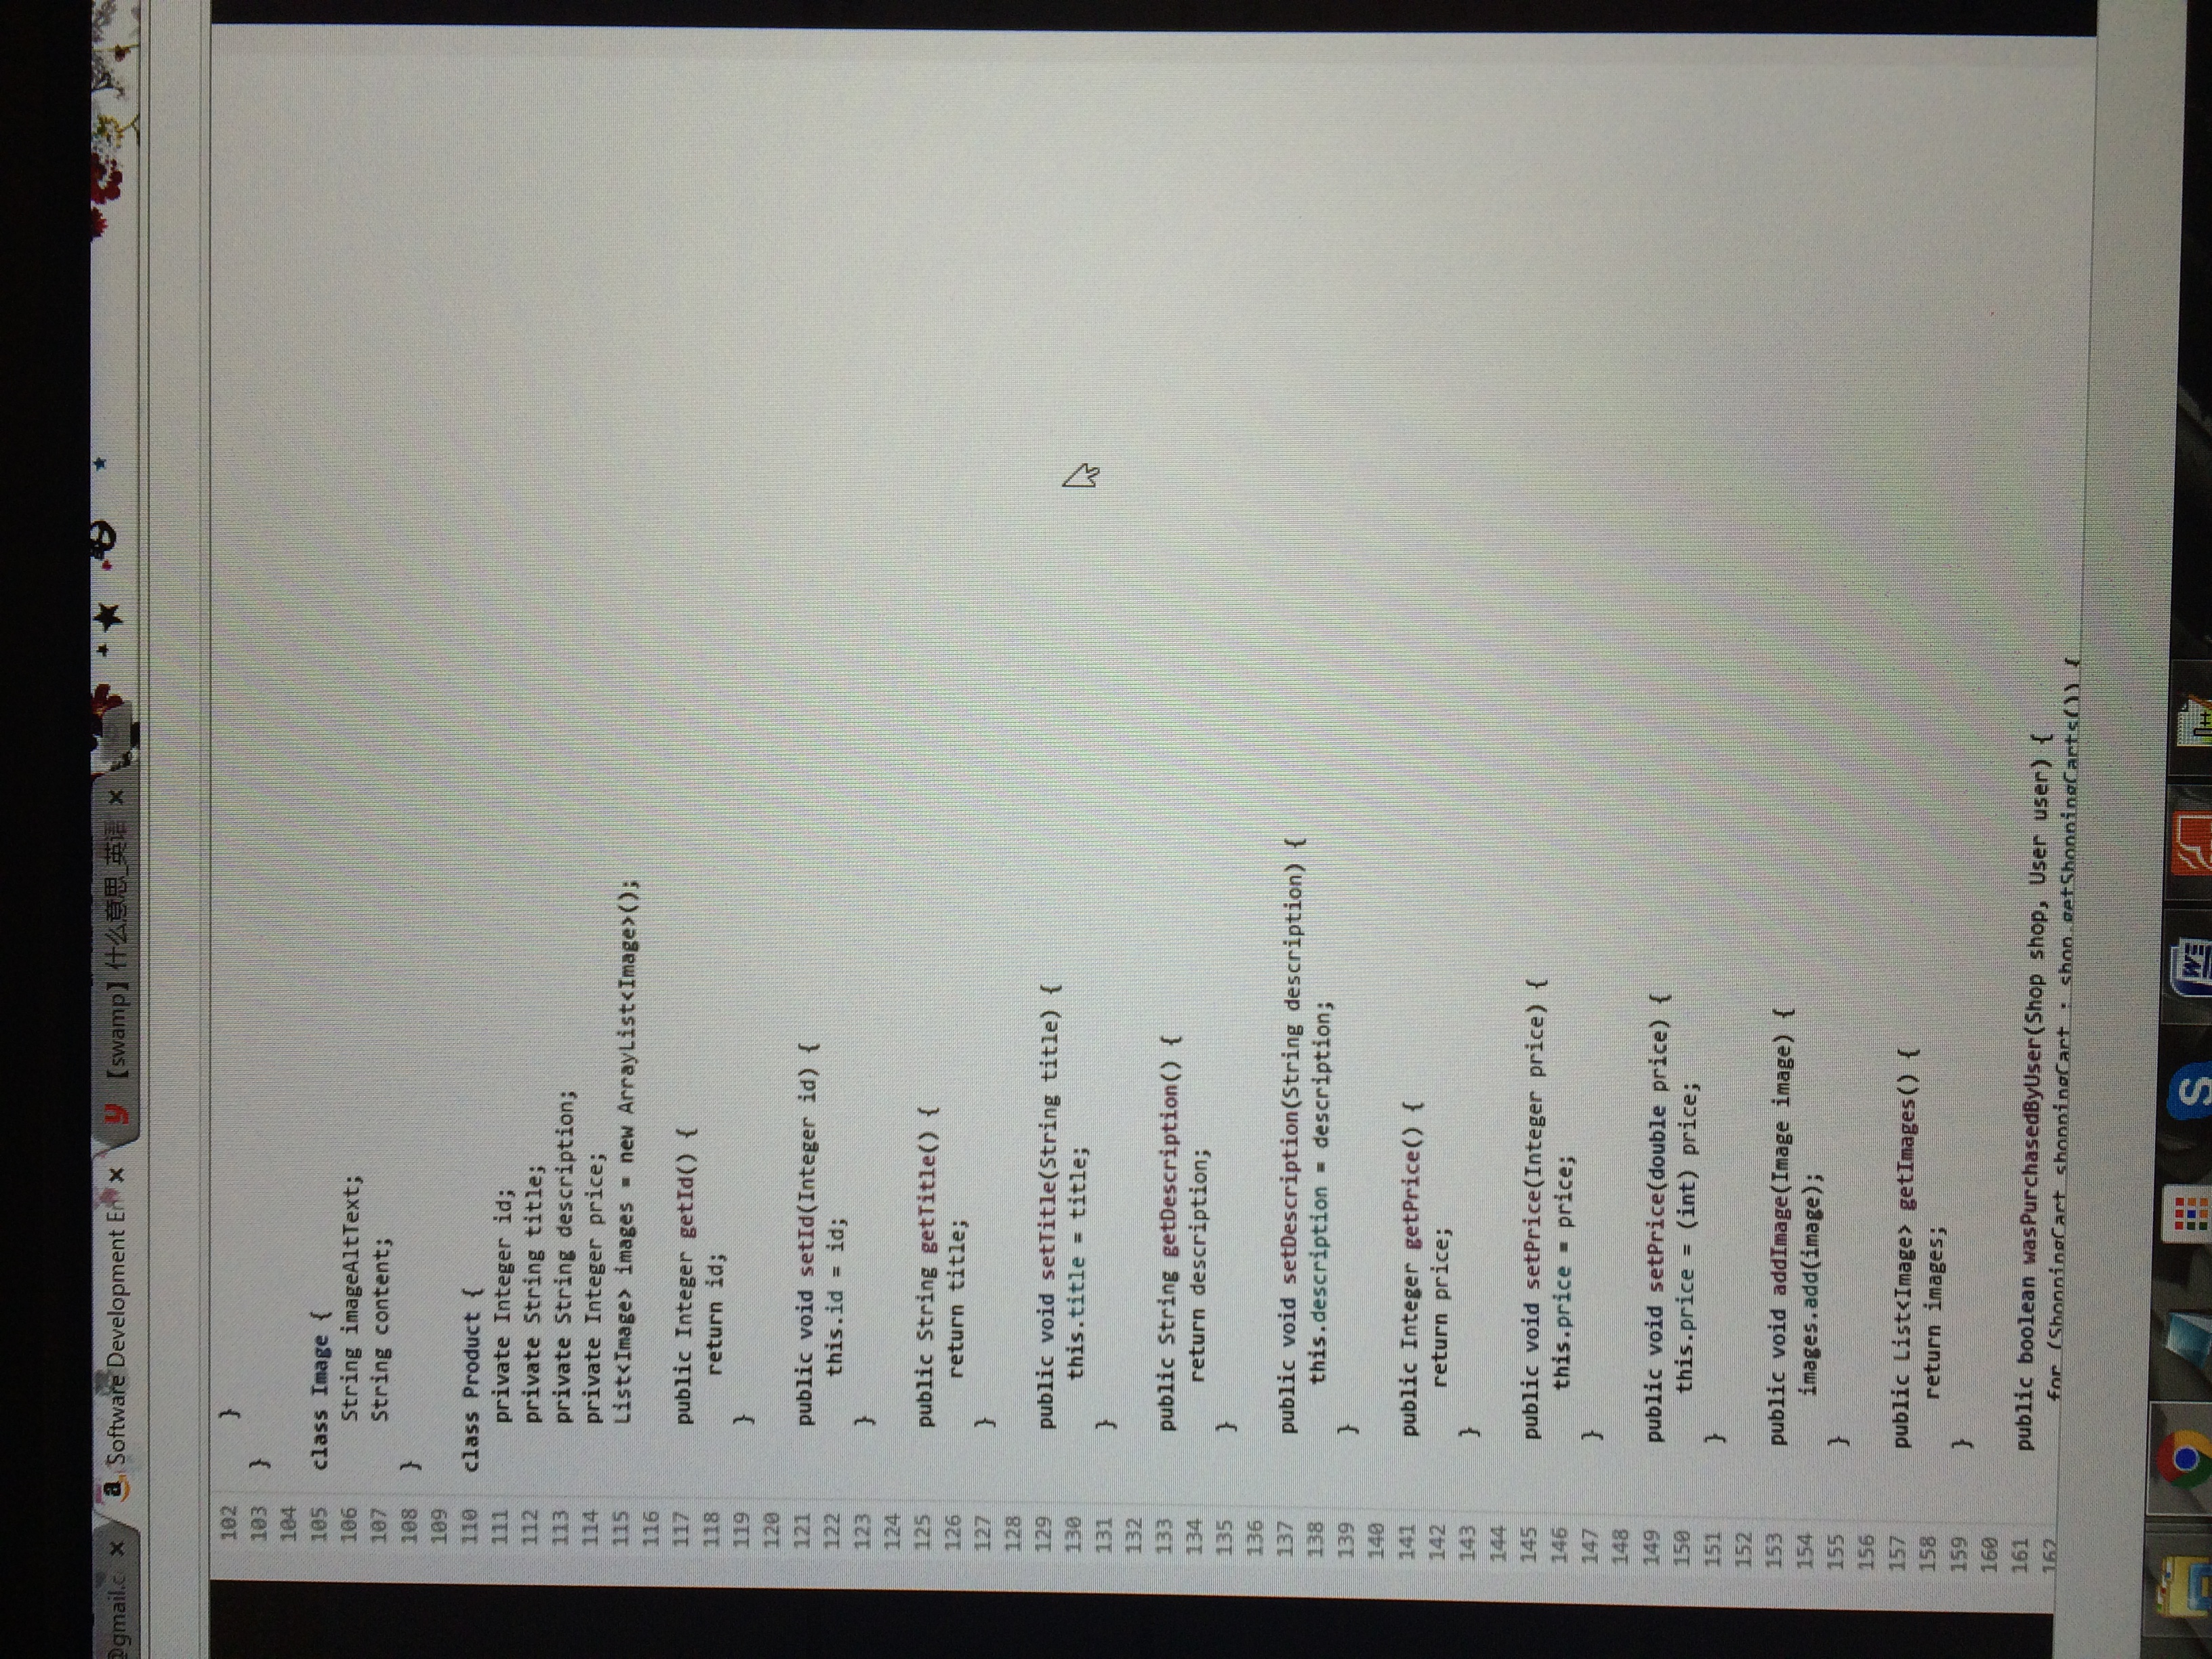 @gmail.c ×
a Software Development En ×
y 【swamp】什么意思_英语 ×
102 }
103 }
104
105 class Image {
106 String imageAltText;
107 String content;
108 }
109
110 class Product {
111 private Integer id;
112 private String title;
113 private String description;
114 private Integer price;
115 List<Image> images = new ArrayList<Image>();
116
117 public Integer getId() {
118 return id;
119 }
120
121 public void setId(Integer id) {
122 this.id = id;
123 }
124
125 public String getTitle() {
126 return title;
127 }
128
129 public void setTitle(String title) {
130 this.title = title;
131 }
132
133 public String getDescription() {
134 return description;
135 }
136
137 public void setDescription(String description) {
138 this.description = description;
139 }
140
141 public Integer getPrice() {
142 return price;
143 }
144
145 public void setPrice(Integer price) {
146 this.price = price;
147 }
148
149 public void setPrice(double price) {
150 this.price = (int) price;
151 }
152
153 public void addImage(Image image) {
154 images.add(image);
155 }
156
157 public List<Image> getImages() {
158 return images;
159 }
160
161 public boolean wasPurchasedByUser(Shop shop, User user) {
162 for (ShoppingCart shoppingCart : shop.getShoppingCarts()) {
S WE n++